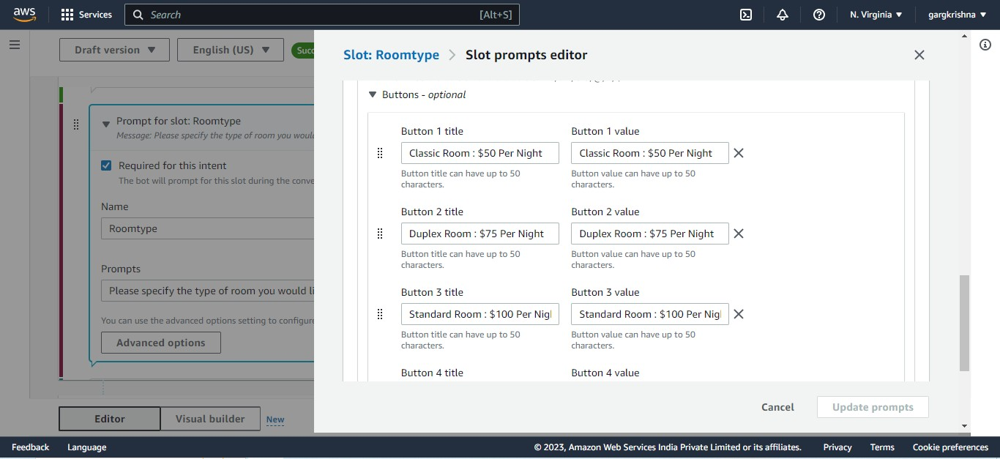 aws
Services
Search
[Alt+S]
N. Virginia
gargkrishna
Draft version
English (US)
Succ
Prompt for slot: Roomtype
Message: Please specify the type of room you would
Required for this intent
The bot will prompt for this slot during the conve
Name
Roomtype
Prompts
Please specify the type of room you would li
You can use the advanced options setting to configure
Advanced options
Editor
Visual builder
New
Slot: Roomtype
Slot prompts editor
Buttons - optional
Button 1 title
Button 1 value
Classic Room : $50 Per Night
Classic Room : $50 Per Night
Button title can have up to 50
characters.
Button value can have up to 50
characters.
Button 2 title
Button 2 value
Duplex Room : $75 Per Night
Duplex Room : $75 Per Night
Button title can have up to 50
characters.
Button value can have up to 50
characters.
Button 3 title
Button 3 value
Standard Room : $100 Per Nigl
Standard Room : $100 Per Nigl
Button title can have up to 50
characters.
Button value can have up to 50
characters.
Button 4 title
Button 4 value
Cancel
Update prompts
Feedback
Language
© 2023, Amazon Web Services India Private Limited or its affiliates.
Privacy
Terms
Cookie preferences